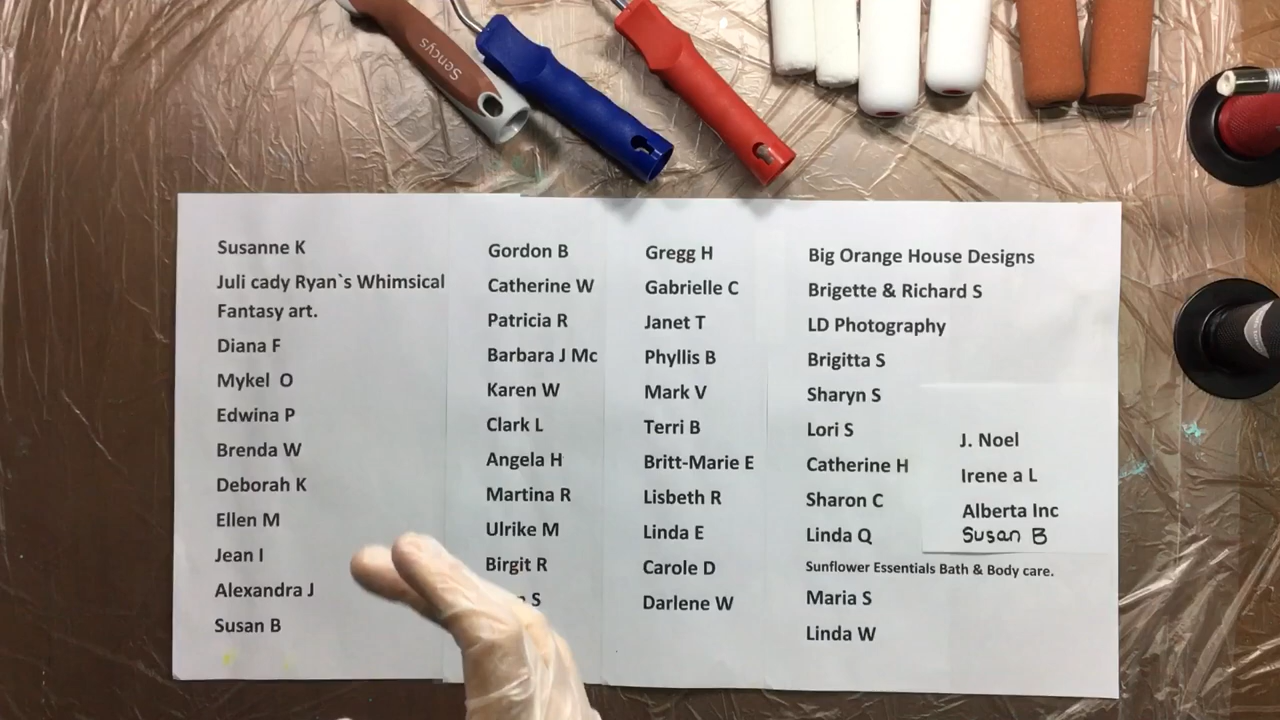 Sencys
Susanne K
Juli cady Ryan`s Whimsical
Fantasy art.
Diana F
Mykel O
Edwina P
Brenda W
Deborah K
Ellen M
Jean I
Alexandra J
Susan B
Gordon B
Catherine W
Patricia R
Barbara J Mc
Karen W
Clark L
Angela H
Martina R
Ulrike M
Birgit R
S
Gregg H
Gabrielle C
Janet T
Phyllis B
Mark V
Terri B
Britt-Marie E
Lisbeth R
Linda E
Carole D
Darlene W
Big Orange House Designs
Brigette & Richard S
LD Photography
Brigitta S
Sharyn S
Lori S
Catherine H
Sharon C
Linda Q
Sunflower Essentials Bath & Body care.
Maria S
Linda W
J. Noel
Irene a L
Alberta Inc
Susan B